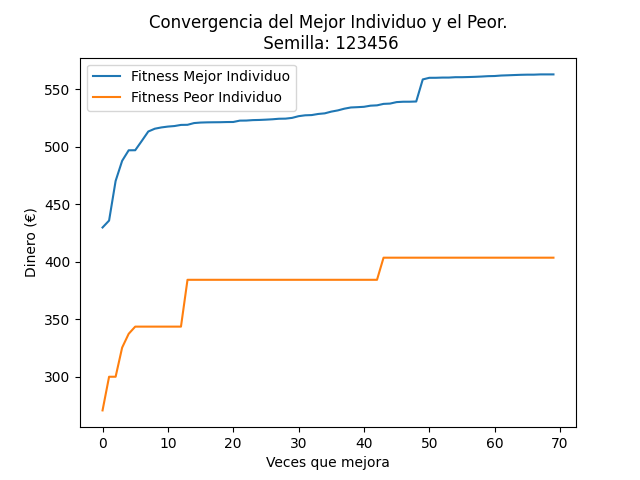 Convergencia del Mejor Individuo y el Peor.
Semilla: 123456
Fitness Mejor Individuo
Fitness Peor Individuo
Dinero (€)
550
500
450
400
350
300
0 10 20 30 40 50 60 70
Veces que mejora